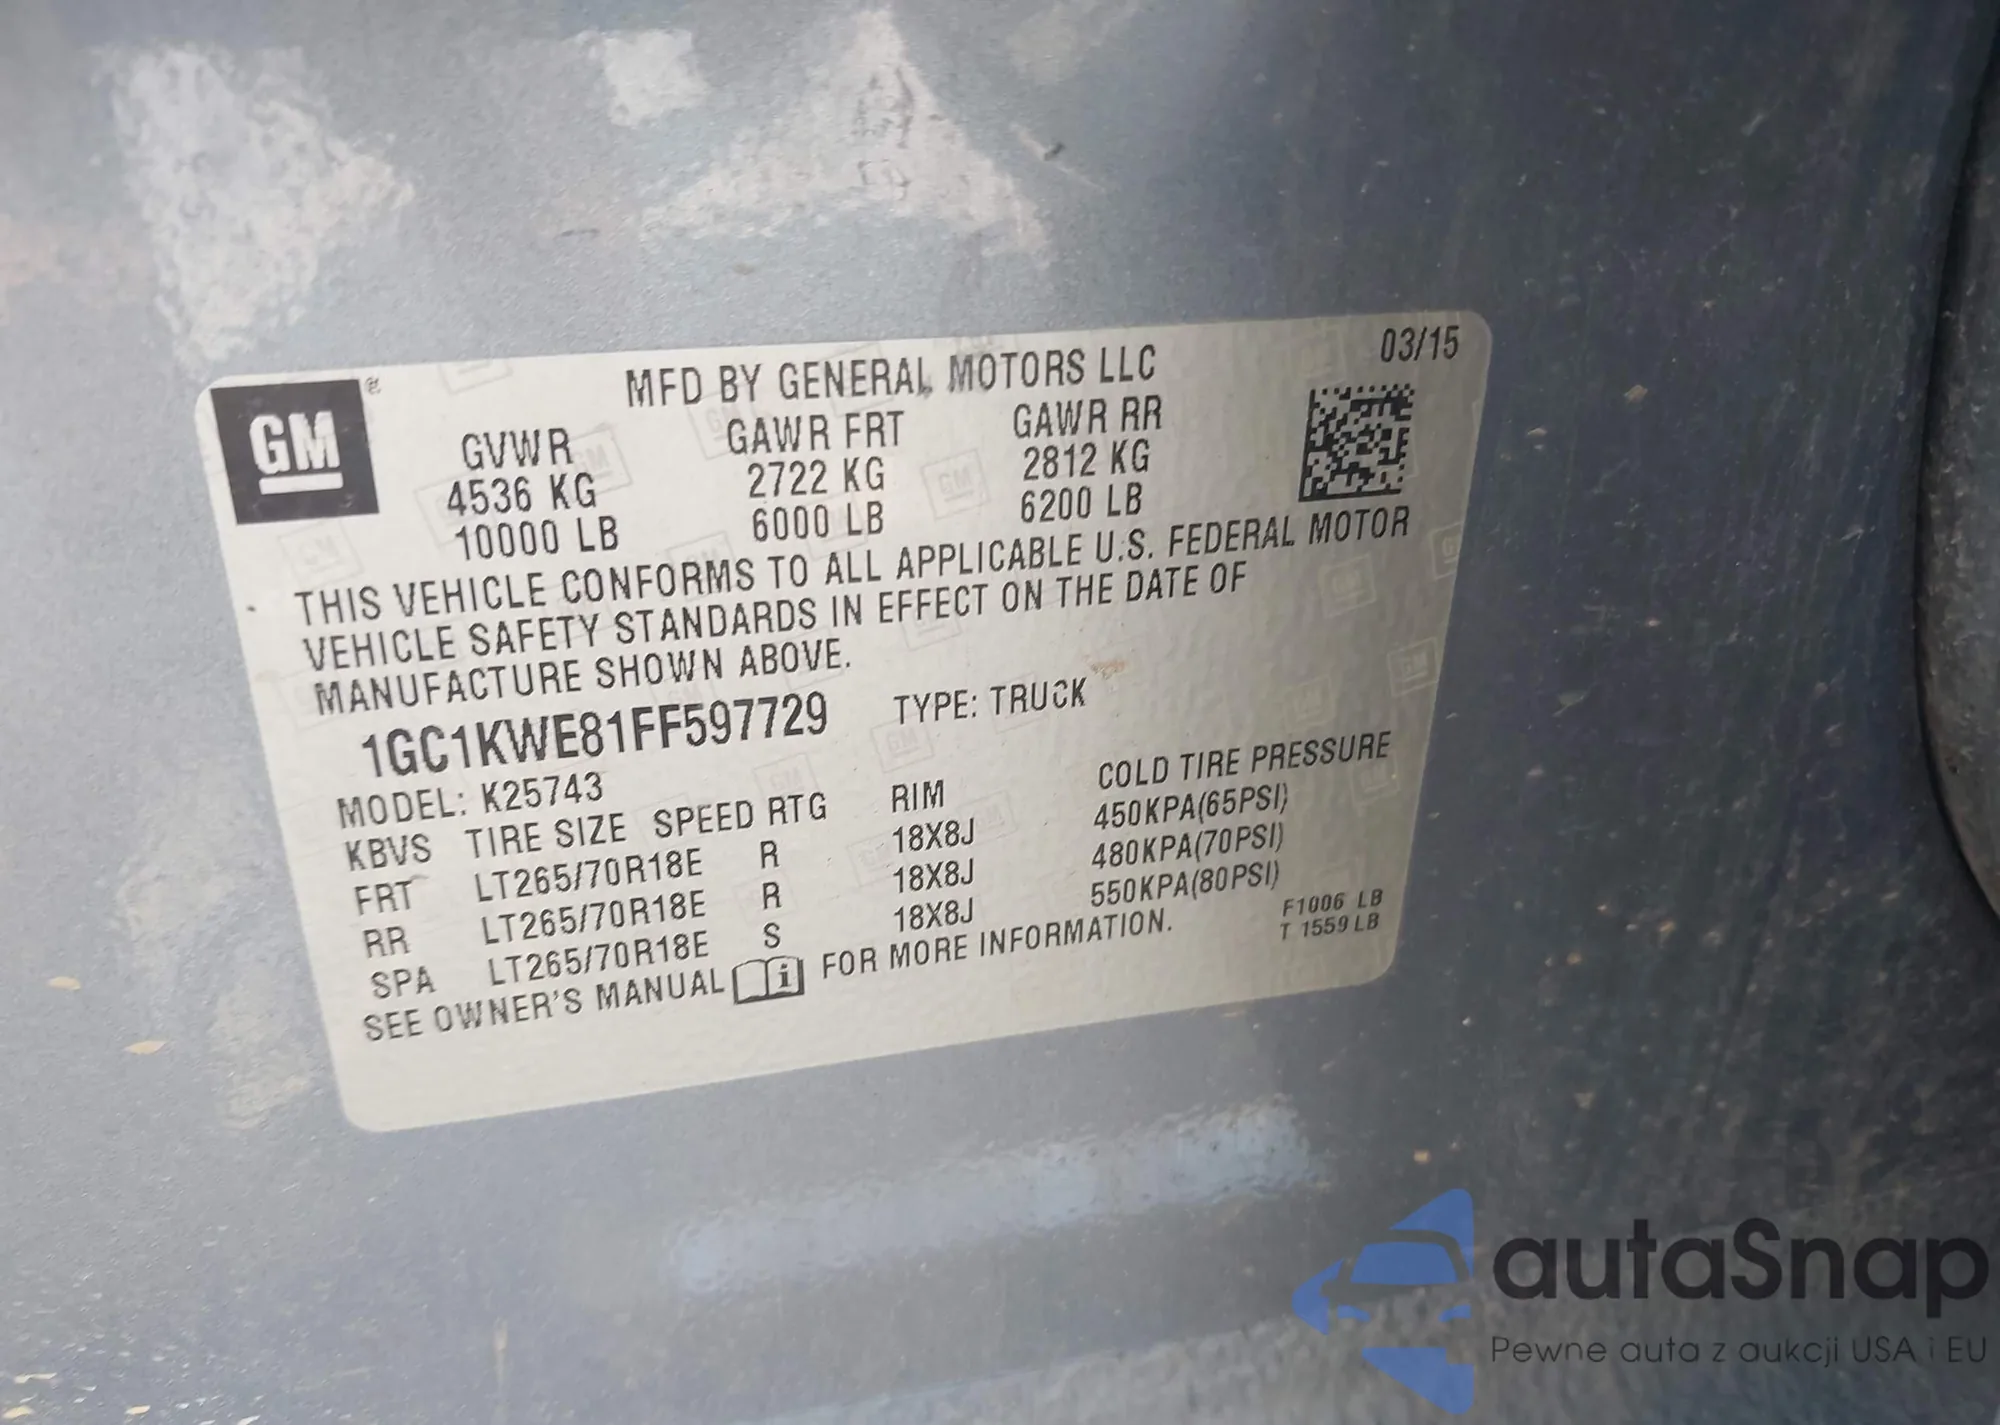 MFD BY GENERAL MOTORS LLC 03/15
GM ®
GVWR GAWR FRT GAWR RR
4536 KG 2722 KG 2812 KG
10000 LB 6000 LB 6200 LB
THIS VEHICLE CONFORMS TO ALL APPLICABLE U.S. FEDERAL MOTOR
VEHICLE SAFETY STANDARDS IN EFFECT ON THE DATE OF
MANUFACTURE SHOWN ABOVE.
1GC1KWE81FF597729 TYPE: TRUCK
MODEL: K25743
KBVS TIRE SIZE SPEED RTG RIM COLD TIRE PRESSURE
FRT LT265/70R18E R 18X8J 450KPA(65PSI)
RR LT265/70R18E R 18X8J 480KPA(70PSI)
SPA LT265/70R18E S 18X8J 550KPA(80PSI)
SEE OWNER'S MANUAL i FOR MORE INFORMATION.
F1006 LB
T 1559 LB
autaSnap
Pewne auta z aukcji USA i EU